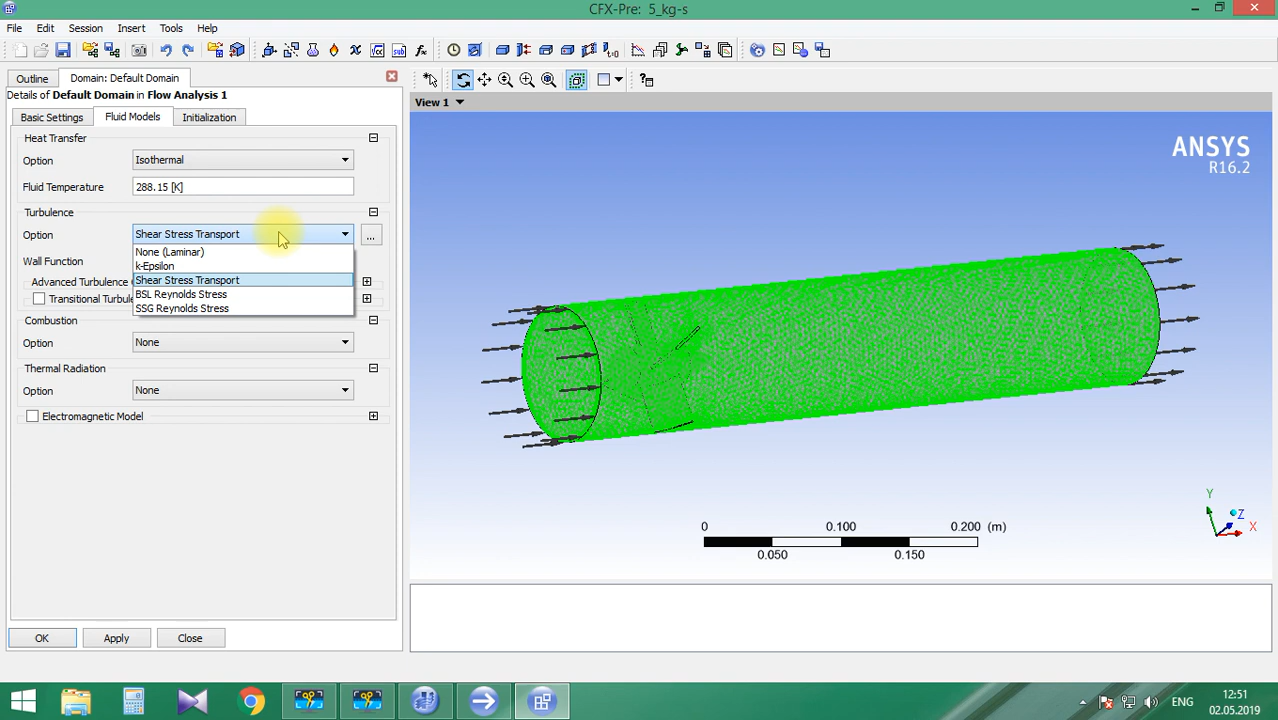 CFX-Pre: 5_kg-s
File Edit Session Insert Tools Help
Outline Domain: Default Domain
Details of Default Domain in Flow Analysis 1
Basic Settings Fluid Models Initialization
View 1
Heat Transfer
Option Isothermal
Fluid Temperature 288.15 [K]
Turbulence
Option Shear Stress Transport ...
None (Laminar)
Wall Function k-Epsilon
Advanced Turbulence Shear Stress Transport
Transitional Turbule BSL Reynolds Stress
SSG Reynolds Stress
Combustion
Option None
Thermal Radiation
Option None
Electromagnetic Model
OK Apply Close
ANSYS
R16.2
0 0.100 0.200 (m)
0.050 0.150
Y
Z
X
ENG
12:51
02.05.2019